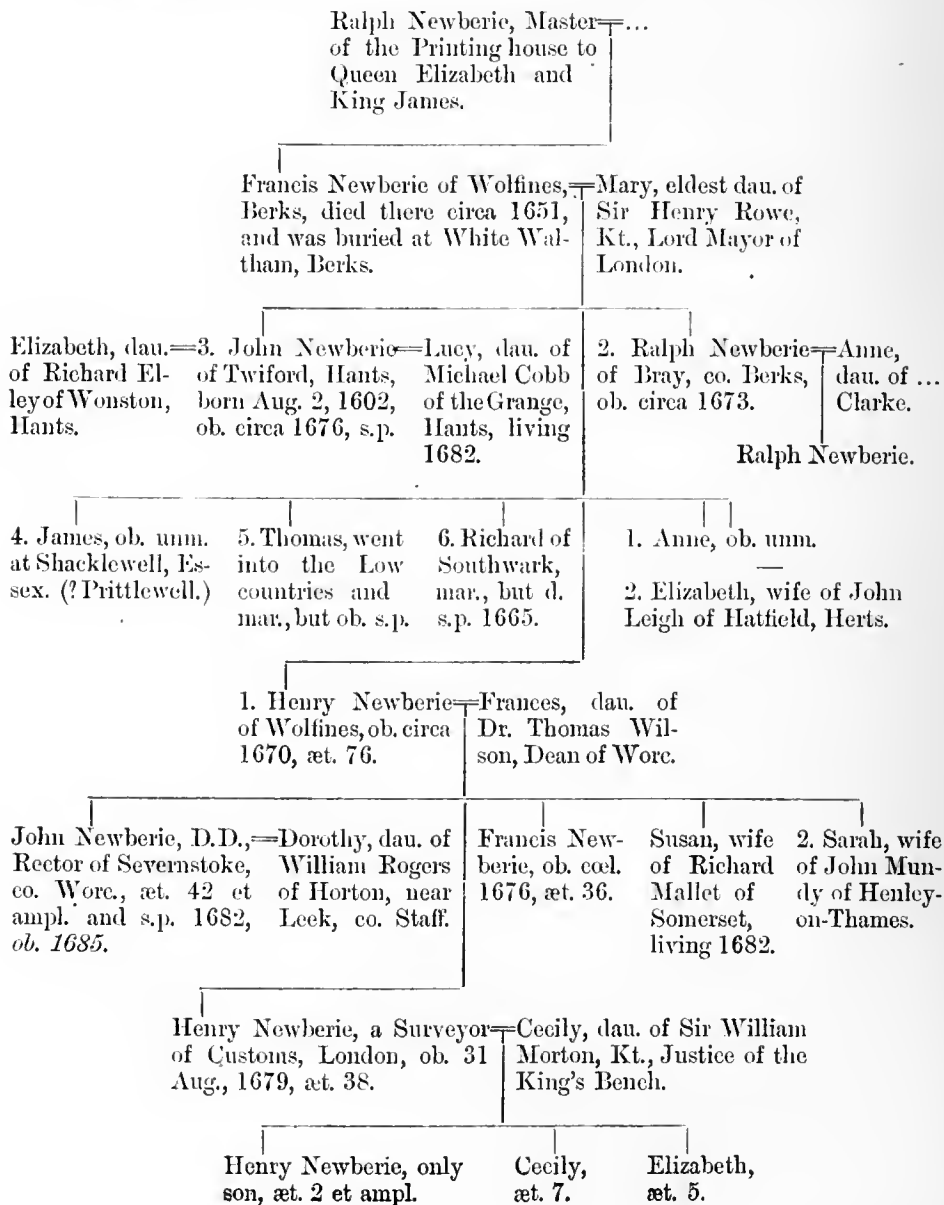 Ralph Newberie, Master=...
of the Printing house to
Queen Elizabeth and
King James.
Francis Newberie of Wolfines,=Mary, eldest dau. of
Berks, died there circa 1651, Sir Henry Rowe,
and was buried at White Wal- Kt., Lord Mayor of
tham, Berks. London.
Elizabeth, dau.=3. John Newberie=Lucy, dau. of
of Richard El- of Twiford, Hants, Michael Cobb
ley of Wonston, born Aug. 2, 1602, of the Grange,
Hants. ob. circa 1676, s.p. Hants, living
1682.
2. Ralph Newberie=Anne,
of Bray, co. Berks, dau. of ...
ob. circa 1673. Clarke.
Ralph Newberie.
4. James, ob. unm.
at Shacklewell, Es-
sex. (? Prittlewell.)
5. Thomas, went
into the Low
countries and
mar., but ob. s.p.
6. Richard of
Southwark,
mar., but d.
s.p. 1665.
1. Anne, ob. unm.
—
2. Elizabeth, wife of John
Leigh of Hatfield, Herts.
1. Henry Newberie=Frances, dau. of
of Wolfines, ob. circa Dr. Thomas Wil-
1670, æt. 76. son, Dean of Worc.
John Newberie, D.D.,=Dorothy, dau. of
Rector of Severnstoke, William Rogers
co. Worc., æt. 42 et of Horton, near
ampl. and s.p. 1682, Leek, co. Staff.
ob. 1685.
Francis New-
berie, ob. cœl.
1676, æt. 36.
Susan, wife
of Richard
Mallet of
Somerset,
living 1682.
2. Sarah, wife
of John Mun-
dy of Henley-
on-Thames.
Henry Newberie, a Surveyor=Cecily, dau. of Sir William
of Customs, London, ob. 31 Morton, Kt., Justice of the
Aug., 1679, æt. 38. King's Bench.
Henry Newberie, only
son, æt. 2 et ampl.
Cecily,
æt. 7.
Elizabeth,
æt. 5.